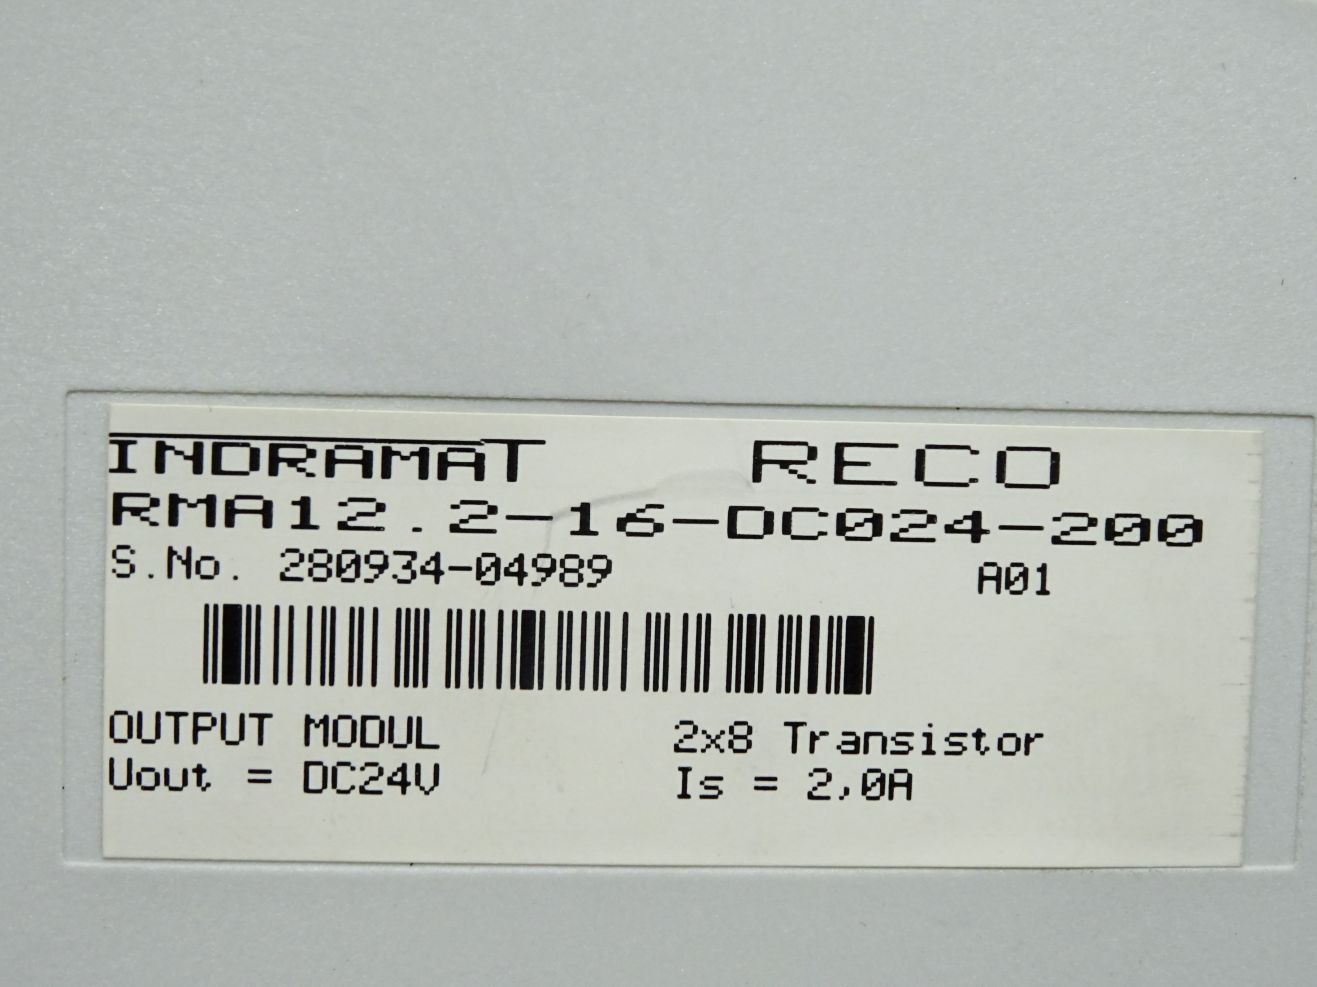 INDRAMAT RECO
RMA12.2-16-DC024-200
S.No. 280934-04989 A01
OUTPUT MODUL 2x8 Transistor
Uout = DC24V Is = 2,0A